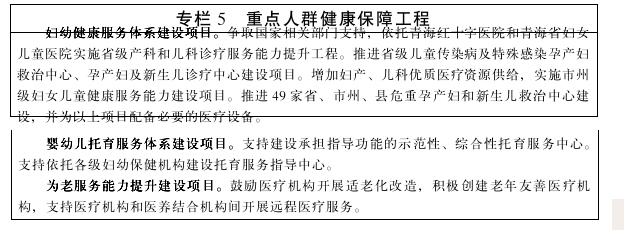 专栏 5 重点人群健康保障工程
妇幼健康服务体系建设项目。争取国家相关部门支持，依托青海红十字医院和青海省妇女
儿童医院实施省级产科和儿科诊疗服务能力提升工程。推进省级儿童传染病及特殊感染孕产妇
救治中心、孕产妇及新生儿诊疗中心建设项目。增加妇产、儿科优质医疗资源供给，实施市州
级妇女儿童健康服务能力建设项目。推进 49 家省、市州、县危重孕产妇和新生儿救治中心建
设，并为以上项目配备必要的医疗设备。
婴幼儿托育服务体系建设项目。支持建设承担指导功能的示范性、综合性托育服务中心。
支持依托各级妇幼保健机构建设托育服务指导中心。
为老服务能力提升建设项目。鼓励医疗机构开展适老化改造，积极创建老年友善医疗机
构，支持医疗机构和医养结合机构间开展远程医疗服务。